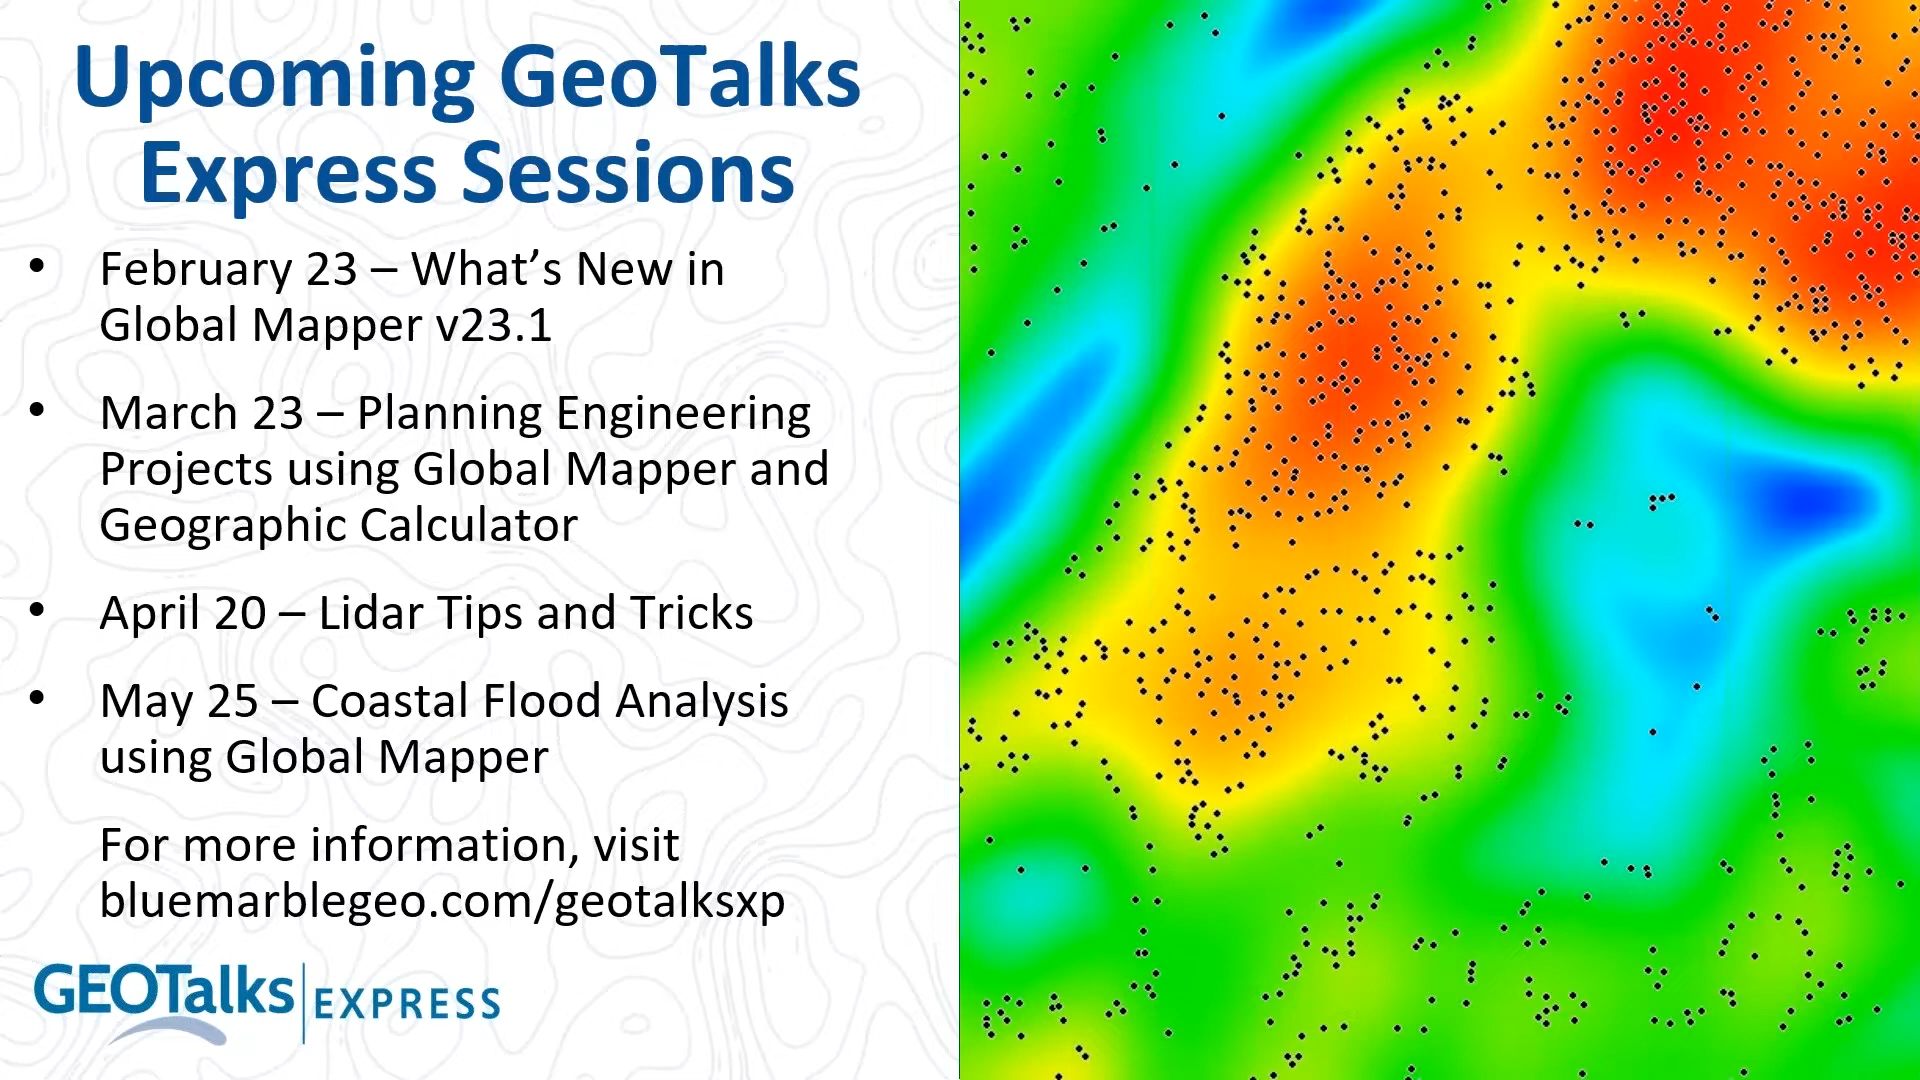 Upcoming GeoTalks
Express Sessions
• February 23 – What’s New in
Global Mapper v23.1
• March 23 – Planning Engineering
Projects using Global Mapper and
Geographic Calculator
• April 20 – Lidar Tips and Tricks
• May 25 – Coastal Flood Analysis
using Global Mapper
For more information, visit
bluemarblegeo.com/geotalksxp
GEOTalks EXPRESS